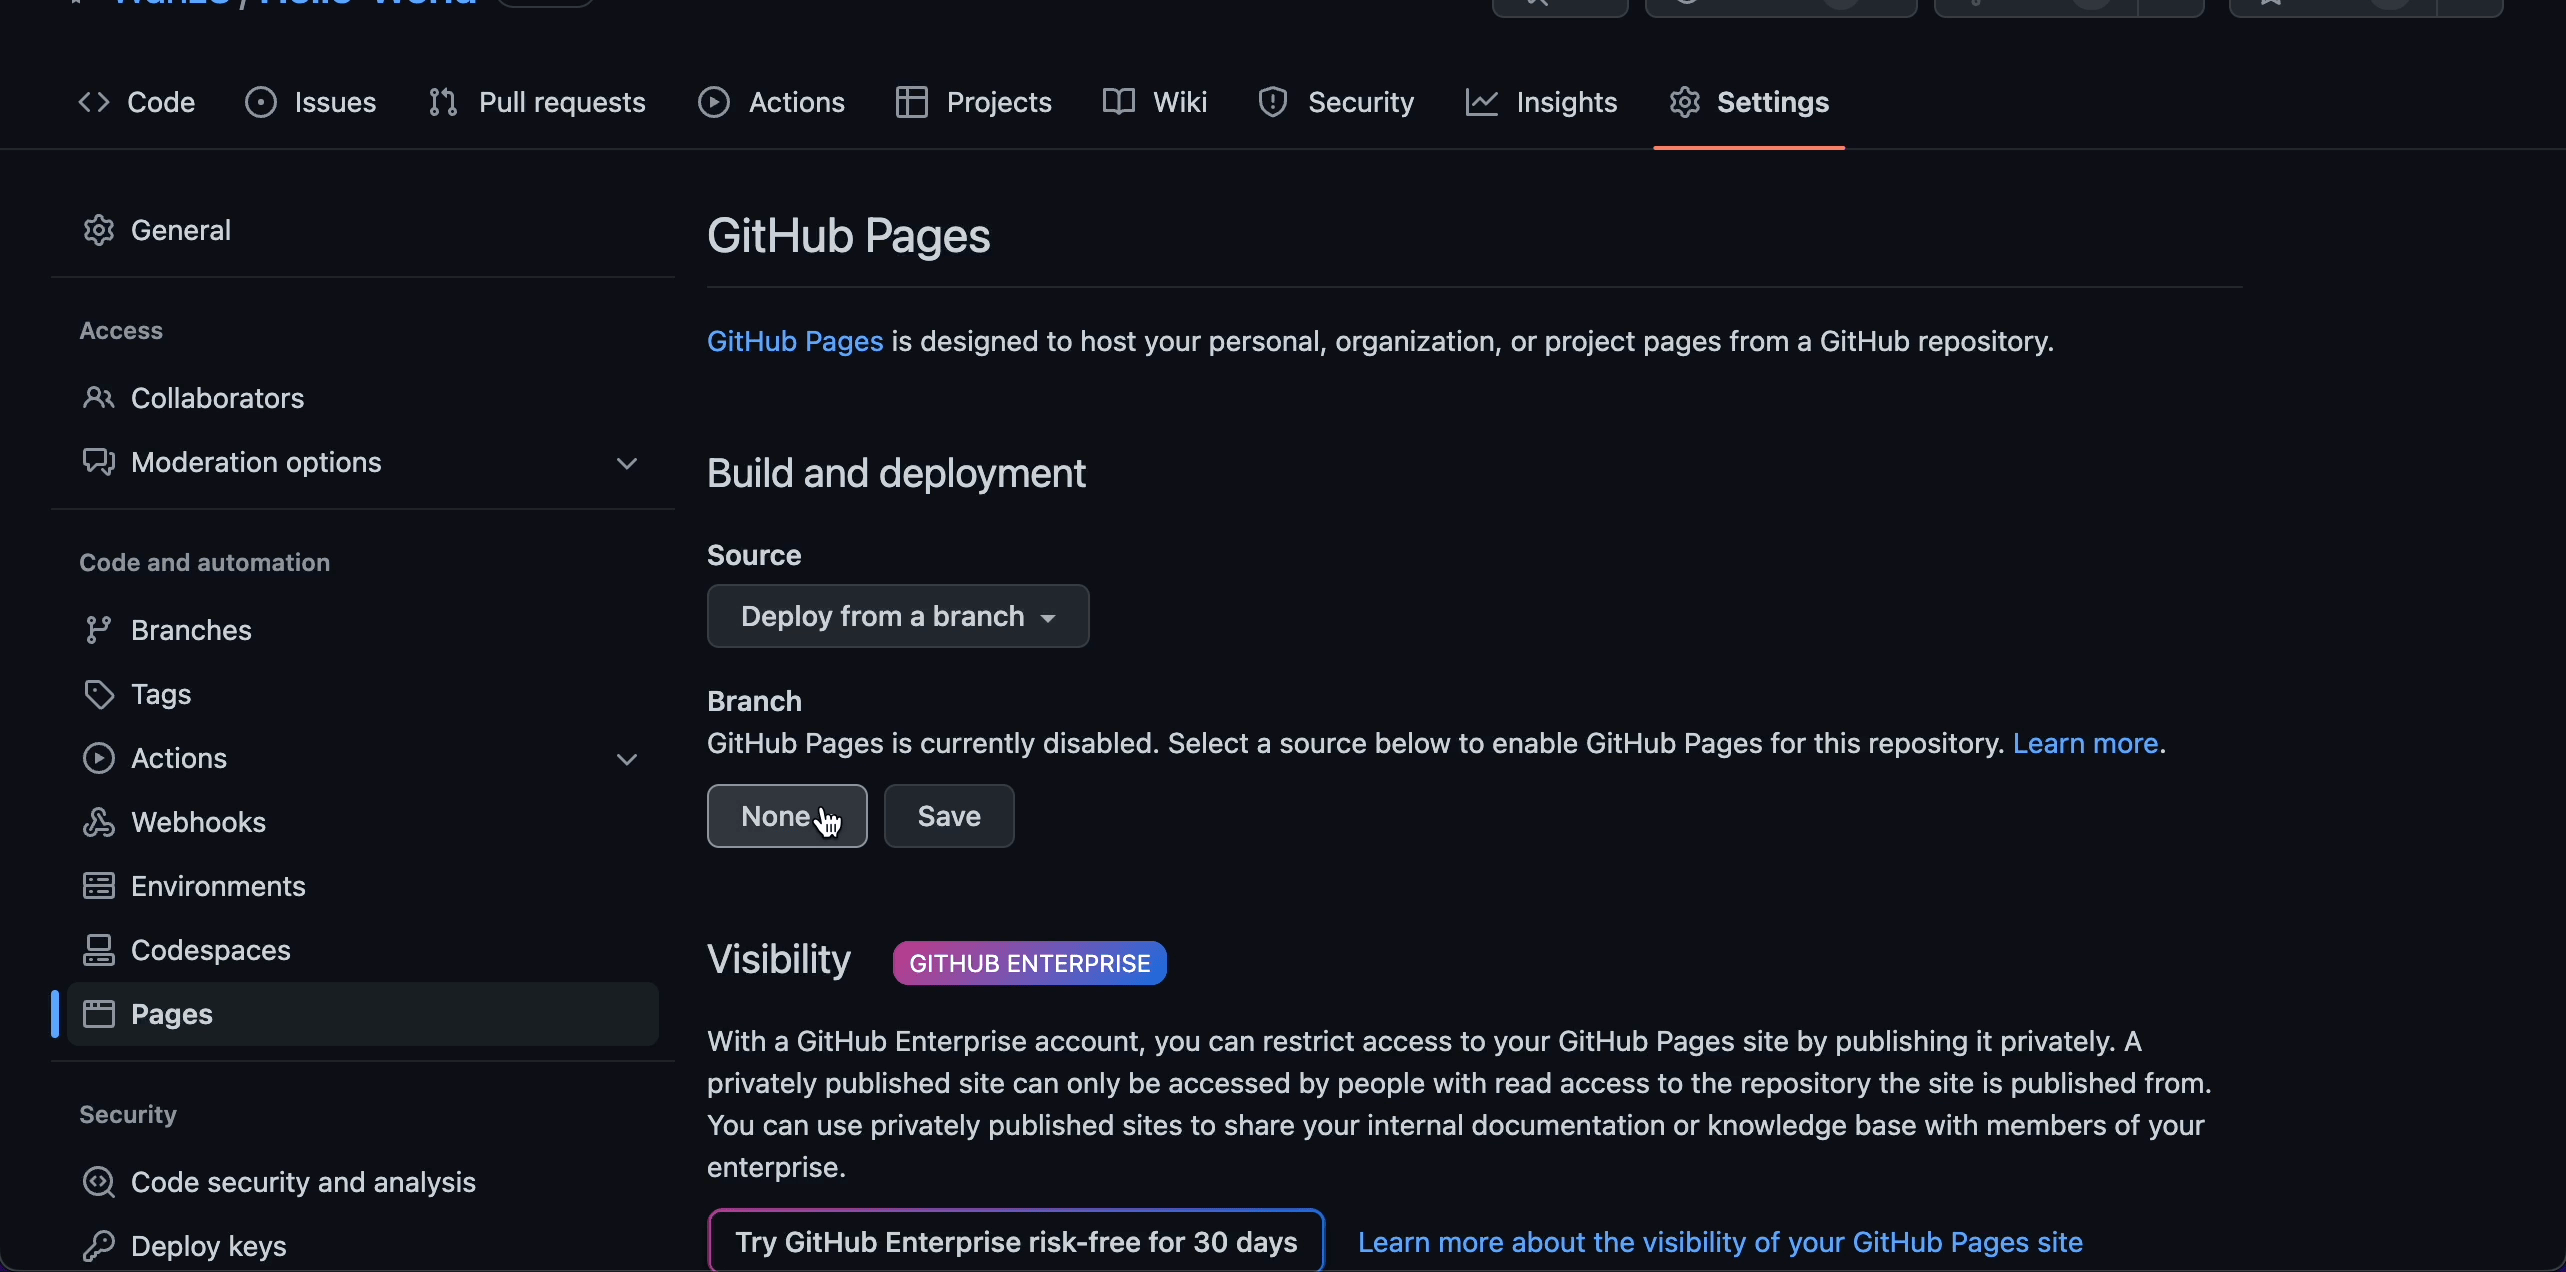 Code
Issues
Pull requests
Actions
Projects
Wiki
Security
Insights
Settings
General
Access
Collaborators
Moderation options
Code and automation
Branches
Tags
Actions
Webhooks
Environments
Codespaces
Pages
Security
Code security and analysis
Deploy keys
GitHub Pages
GitHub Pages is designed to host your personal, organization, or project pages from a GitHub repository.
Build and deployment
Source
Deploy from a branch
Branch
GitHub Pages is currently disabled. Select a source below to enable GitHub Pages for this repository. Learn more.
None
Save
Visibility
GITHUB ENTERPRISE
With a GitHub Enterprise account, you can restrict access to your GitHub Pages site by publishing it privately. A
privately published site can only be accessed by people with read access to the repository the site is published from.
You can use privately published sites to share your internal documentation or knowledge base with members of your
enterprise.
Try GitHub Enterprise risk-free for 30 days
Learn more about the visibility of your GitHub Pages site